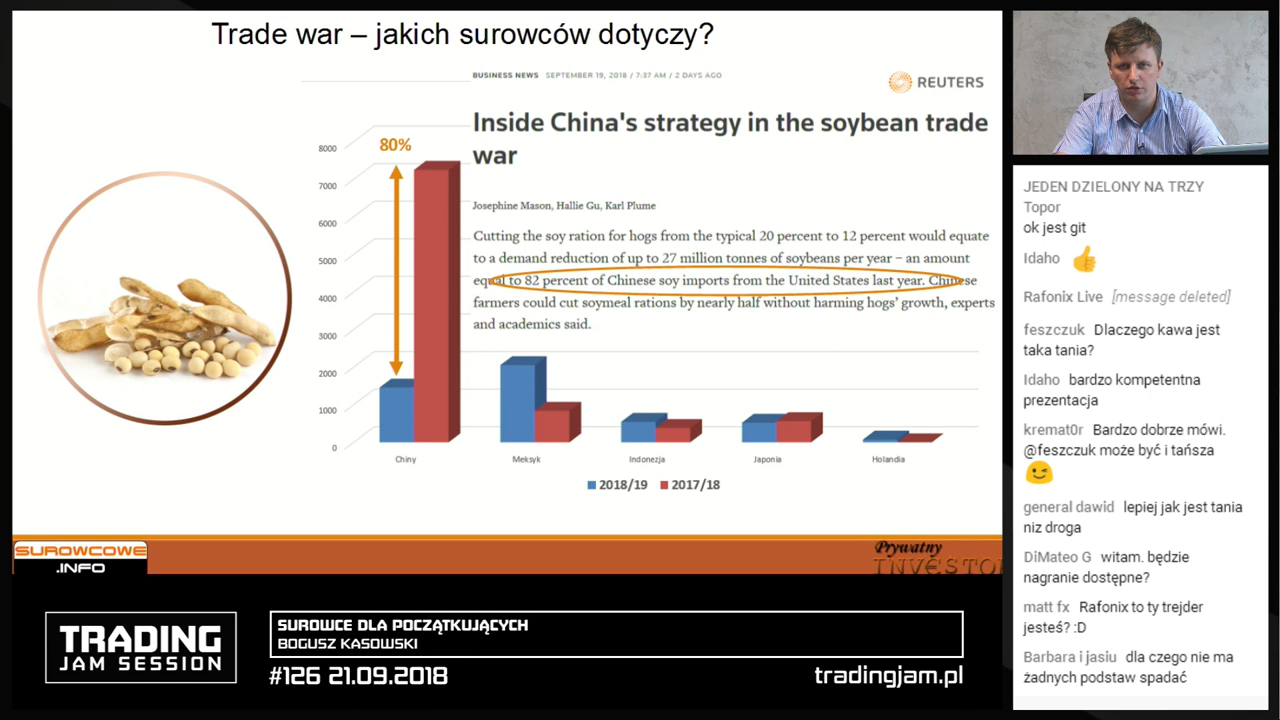 Trade war – jakich surowców dotyczy?
BUSINESS NEWS SEPTEMBER 19, 2018 / 7:37 AM / 2 DAYS AGO
REUTERS
Inside China's strategy in the soybean trade
war
Josephine Mason, Hallie Gu, Karl Plume
Cutting the soy ration for hogs from the typical 20 percent to 12 percent would equate
to a demand reduction of up to 27 million tonnes of soybeans per year – an amount
equal to 82 percent of Chinese soy imports from the United States last year. Chinese
farmers could cut soymeal rations by nearly half without harming hogs' growth, experts
and academics said.
80%
8000
7000
6000
5000
4000
3000
2000
1000
0
Chiny
Meksyk
Indonezja
Japonia
Holandia
2018/19
2017/18
SUROWCOWE
.INFO
Prywatny
INVESTO
TRADING
JAM SESSION
SUROWCE DLA POCZĄTKUJĄCYCH
BOGUSZ KASOWSKI
#126 21.09.2018
tradingjam.pl
JEDEN DZIELONY NA TRZY
Topor
ok jest git
Idaho 👍
Rafonix Live [message deleted]
feszczuk Dlaczego kawa jest
taka tania?
Idaho bardzo kompetentna
prezentacja
kremat0r Bardzo dobrze mówi.
@feszczuk może być i tańsza
😉
general dawid lepiej jak jest tania
niz droga
DiMateo G witam. będzie
nagranie dostępne?
matt fx Rafonix to ty trejder
jesteś? :D
Barbara i jasiu dla czego nie ma
żadnych podstaw spadać